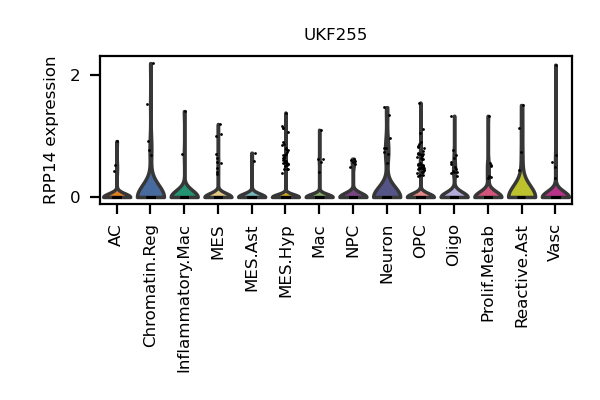 UKF255
RPP14 expression
2
0
AC
Chromatin.Reg
Inflammatory.Mac
MES
MES.Ast
MES.Hyp
Mac
NPC
Neuron
OPC
Oligo
Prolif.Metab
Reactive.Ast
Vasc